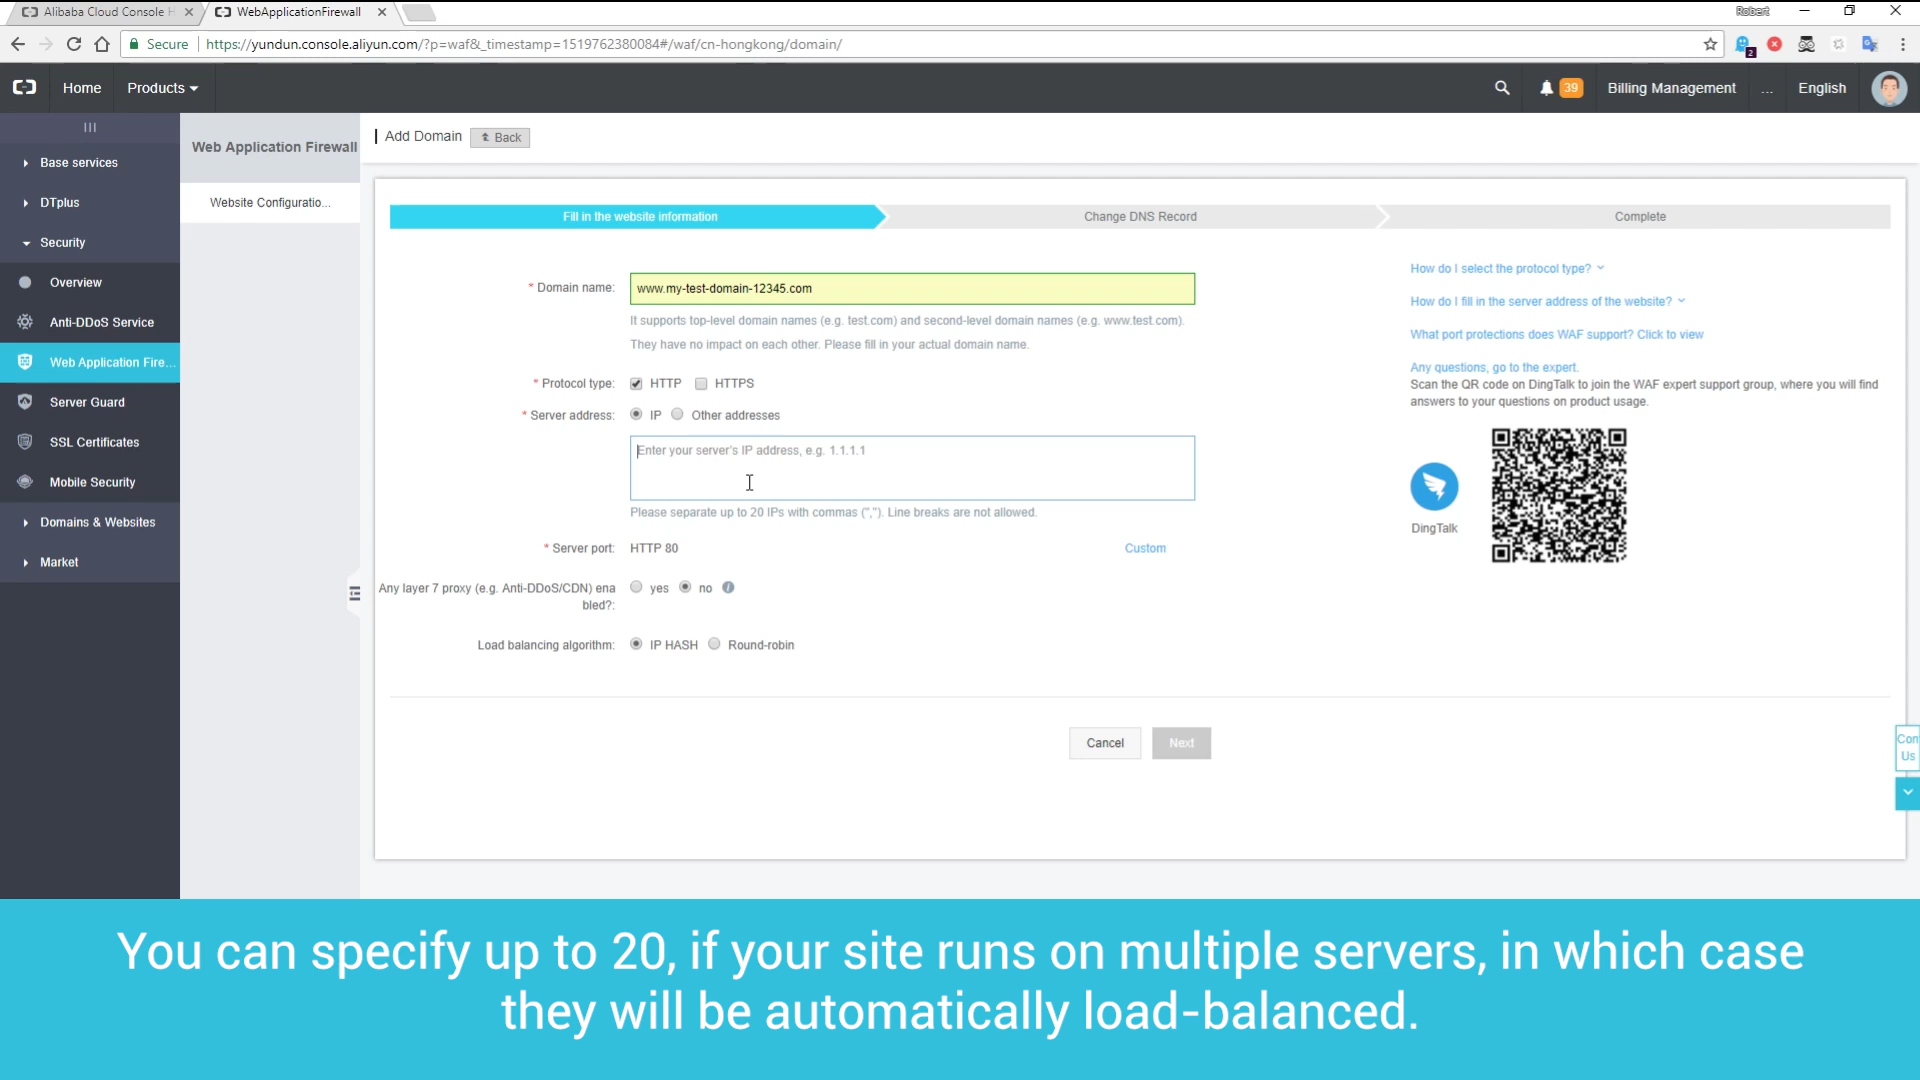 Alibaba Cloud Console H
WebApplicationFirewall
Robert
Secure
https://yundun.console.aliyun.com/?p=waf&_timestamp=1519762380084#/waf/cn-hongkong/domain/
2
Home
Products
39
Billing Management
...
English
Base services
DTplus
Security
Overview
Anti-DDoS Service
Web Application Fire...
Server Guard
SSL Certificates
Mobile Security
Domains & Websites
Market
Web Application Firewall
Website Configuratio...
Add Domain
Back
Fill in the website information
Change DNS Record
Complete
* Domain name:
www.my-test-domain-12345.com
It supports top-level domain names (e.g. test.com) and second-level domain names (e.g. www.test.com).
They have no impact on each other. Please fill in your actual domain name.
* Protocol type:
HTTP
HTTPS
* Server address:
IP
Other addresses
Enter your server's IP address, e.g. 1.1.1.1
Please separate up to 20 IPs with commas (","). Line breaks are not allowed.
* Server port:
HTTP 80
Custom
Any layer 7 proxy (e.g. Anti-DDoS/CDN) ena
bled?:
yes
no
Load balancing algorithm:
IP HASH
Round-robin
Cancel
Next
How do I select the protocol type?
How do I fill in the server address of the website?
What port protections does WAF support? Click to view
Any questions, go to the expert.
Scan the QR code on DingTalk to join the WAF expert support group, where you will find
answers to your questions on product usage.
DingTalk
Con
Us
You can specify up to 20, if your site runs on multiple servers, in which case
they will be automatically load-balanced.